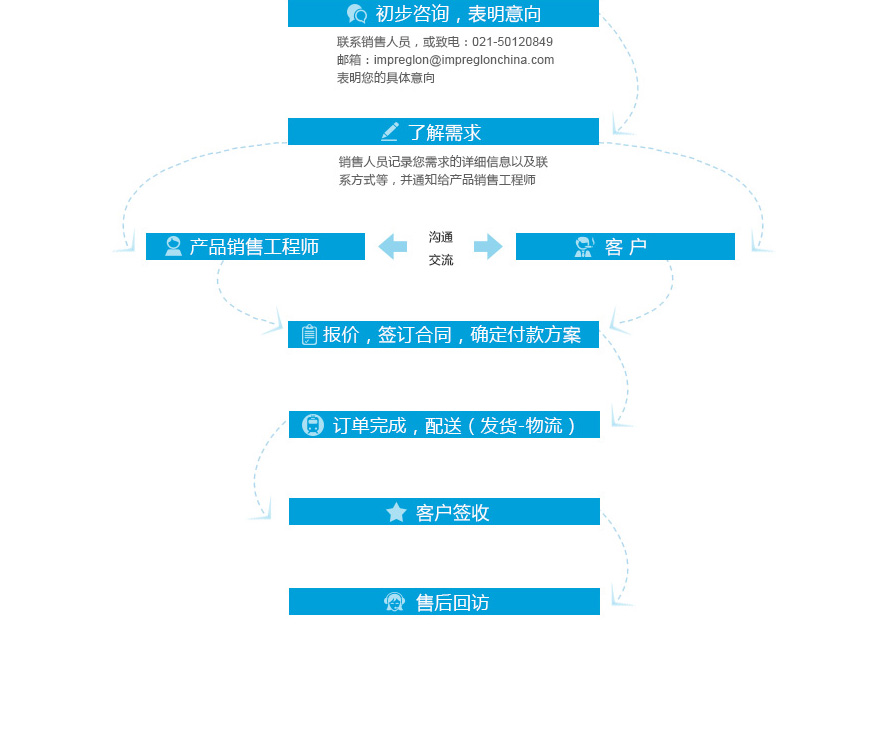 初步咨询，表明意向
联系销售人员，或致电：021-50120849
邮箱：impreglon@impreglonchina.com
表明您的具体意向
了解需求
销售人员记录您需求的详细信息以及联
系方式等，并通知给产品销售工程师
产品销售工程师
沟通
交流
客 户
报价，签订合同，确定付款方案
订单完成，配送（发货-物流）
客户签收
售后回访